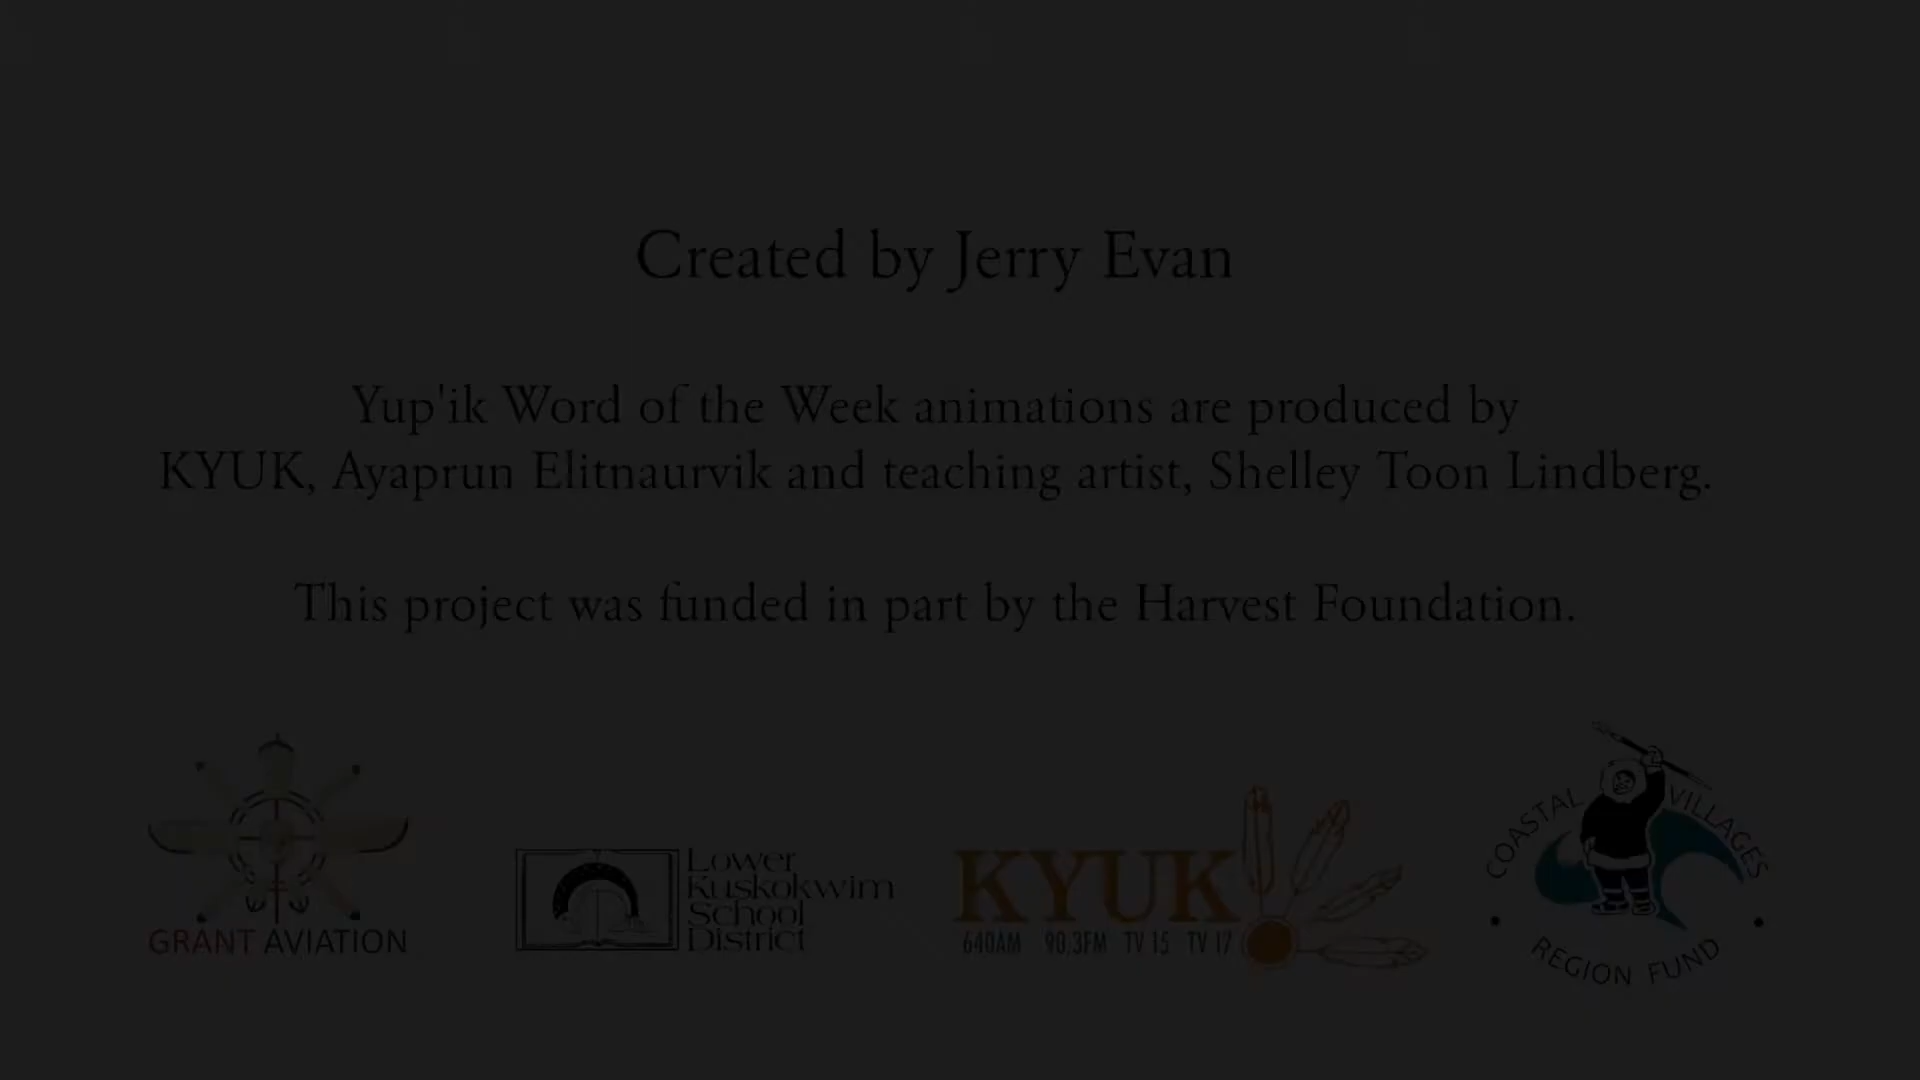 Created by Jerry Evan
Yup'ik Word of the Week animations are produced by
KYUK, Ayaprun Elitnaurvik and teaching artist, Shelley Toon Lindberg.
This project was funded in part by the Harvest Foundation.
GRANT AVIATION
Lower
Kuskokwim
School
District
KYUK
640AM 90.3FM TV 15 TV 17
COASTAL VILLAGES
REGION FUND